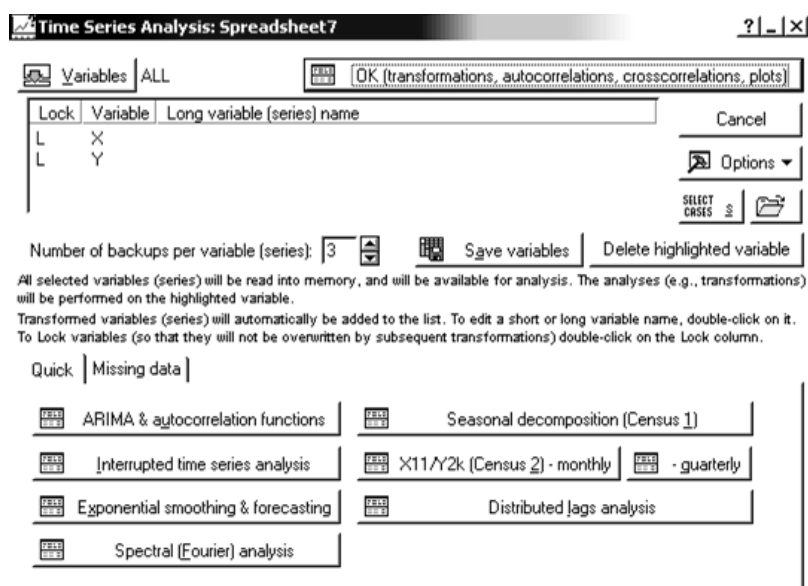 Time Series Analysis: Spreadsheet7
Variables ALL
OK (transformations, autocorrelations, crosscorrelations, plots)
Lock Variable Long variable (series) name
L X
L Y
Cancel
Options
SELECT CASES S
Number of backups per variable (series): 3
Save variables
Delete highlighted variable
All selected variables (series) will be read into memory, and will be available for analysis. The analyses (e.g., transformations)
will be performed on the highlighted variable.
Transformed variables (series) will automatically be added to the list. To edit a short or long variable name, double-click on it.
To Lock variables (so that they will not be overwritten by subsequent transformations) double-click on the Lock column.
Quick Missing data
ARIMA & autocorrelation functions
Seasonal decomposition (Census 1)
Interrupted time series analysis
X11/Y2k (Census 2) - monthly
- quarterly
Exponential smoothing & forecasting
Distributed lags analysis
Spectral (Fourier) analysis